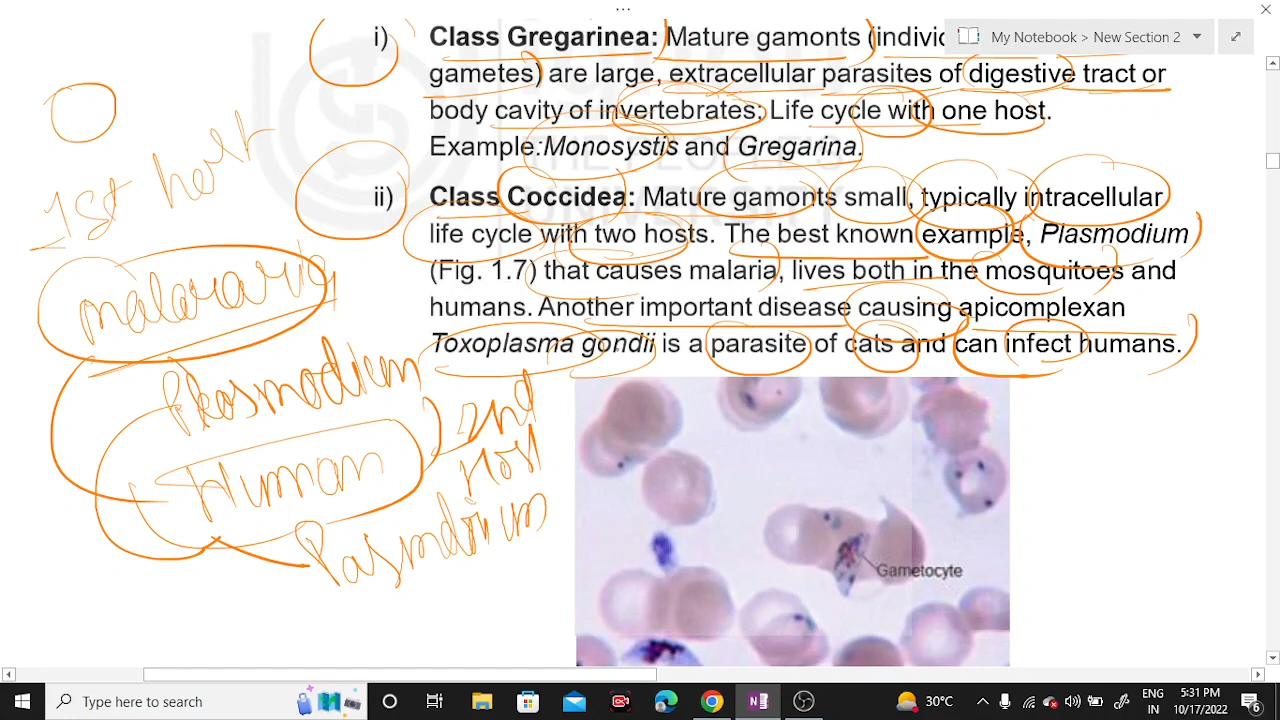 ...
i) Class Gregarinea: Mature gamonts (individ
My Notebook > New Section 2
gametes) are large, extracellular parasites of digestive tract or
body cavity of invertebrates; Life cycle with one host.
Example:Monosystis and Gregarina.
1st host
ii) Class Coccidea: Mature gamonts small, typically intracellular
life cycle with two hosts. The best known example, Plasmodium
(Fig. 1.7) that causes malaria, lives both in the mosquitoes and
humans. Another important disease causing apicomplexan
Toxoplasma gondii is a parasite of cats and can infect humans.
Plasmodium
Human
2nd
Host
Gametocyte
Type here to search
30°C
ENG
IN
5:31 PM
10/17/2022
6